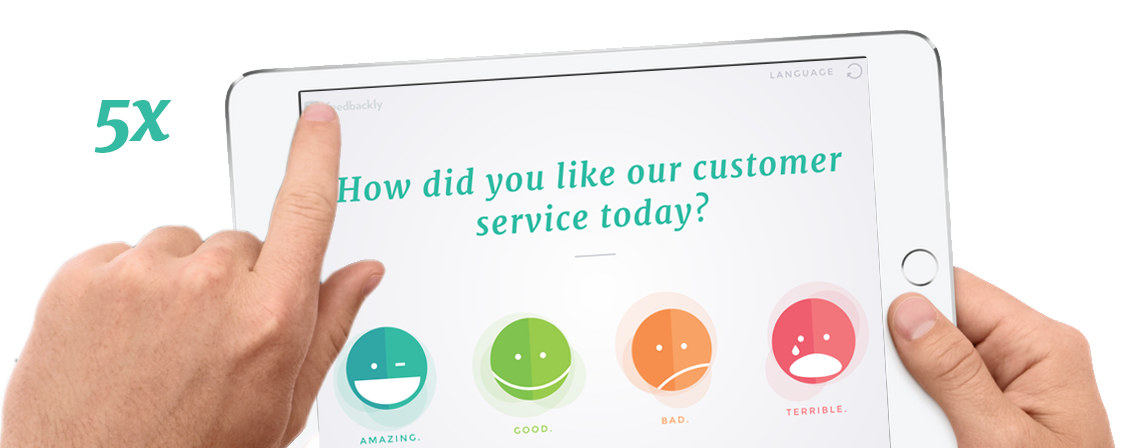 5x
feedbackly
LANGUAGE
How did you like our customer
service today?
AMAZING.
GOOD.
BAD.
TERRIBLE.